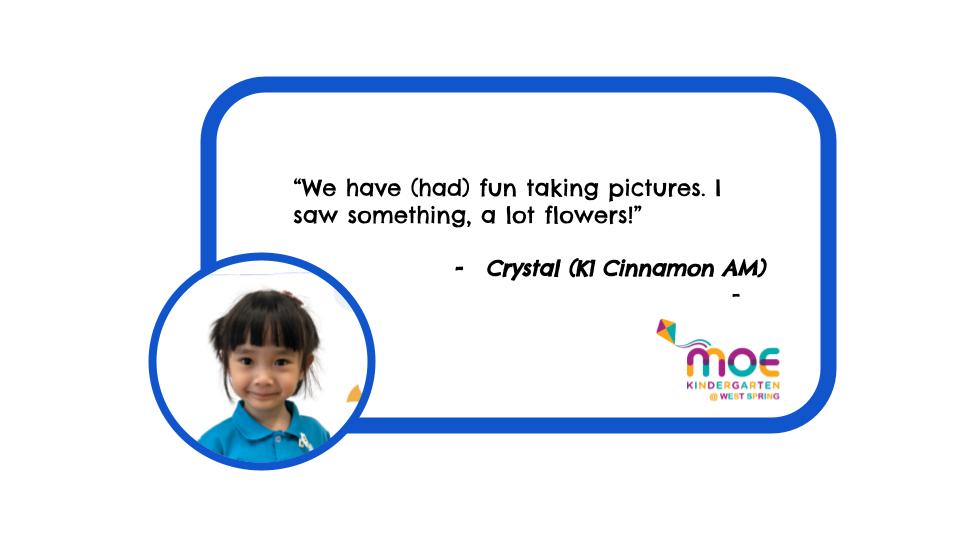 “We have (had) fun taking pictures. I
saw something, a lot flowers!”
- Crystal (K1 Cinnamon AM)
-
moe
KINDERGARTEN
@ WEST SPRING